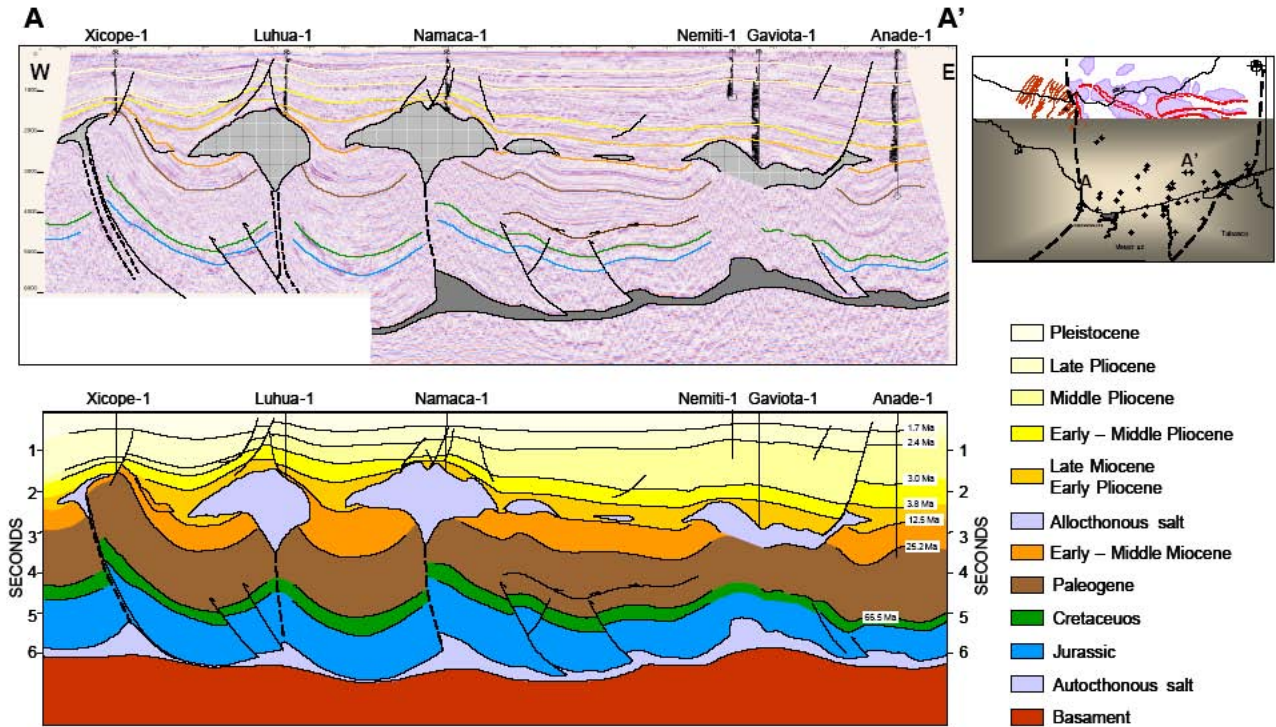 A
A'
Xicope-1 Luhua-1 Namaca-1 Nemiti-1 Gaviota-1 Anade-1
W
E
A'
A
Tabasco
Xicope-1 Luhua-1 Namaca-1 Nemiti-1 Gaviota-1 Anade-1
1.7 Ma
2.4 Ma
1 1
3.0 Ma
2 2
3.8 Ma
12.5 Ma
3 3
25.2 Ma
4 4
SECONDS SECONDS
5 5
55.5 Ma
6 6
Pleistocene
Late Pliocene
Middle Pliocene
Early – Middle Pliocene
Late Miocene
Early Pliocene
Allocthonous salt
Early – Middle Miocene
Paleogene
Cretaceuos
Jurassic
Autocthonous salt
Basament